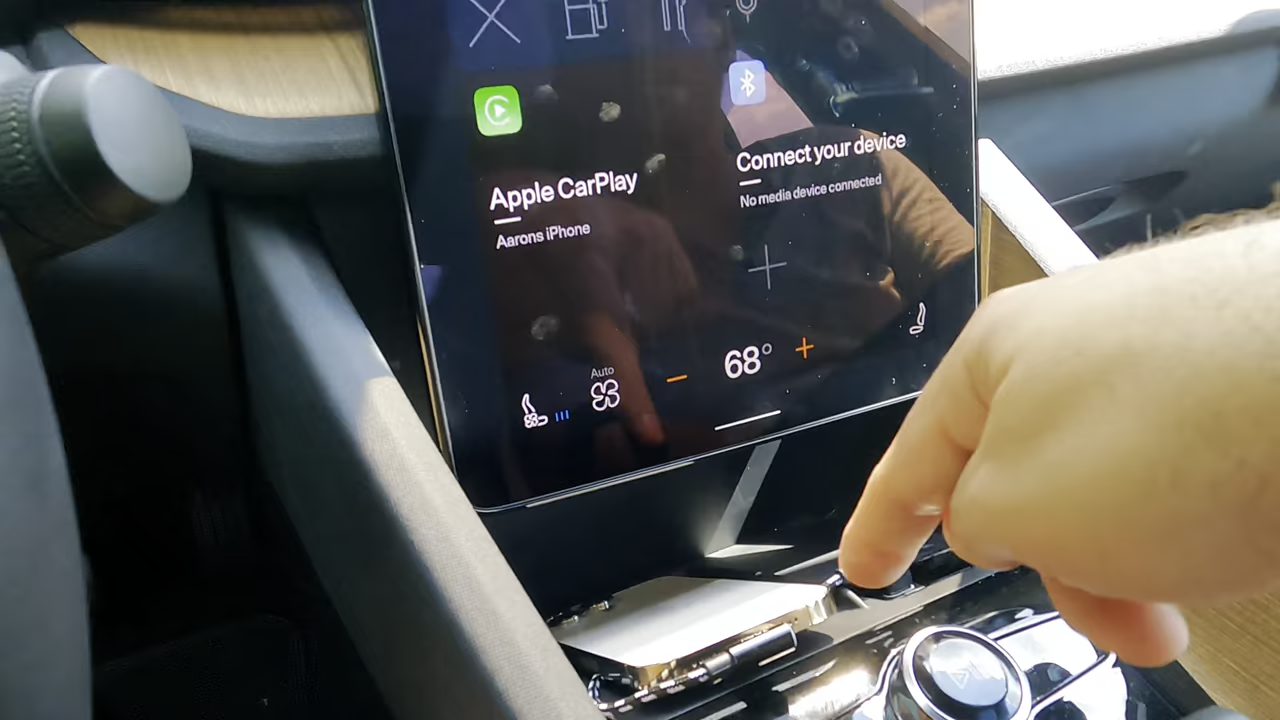 Apple CarPlay
Aarons iPhone
Connect your device
No media device connected
Auto
68°